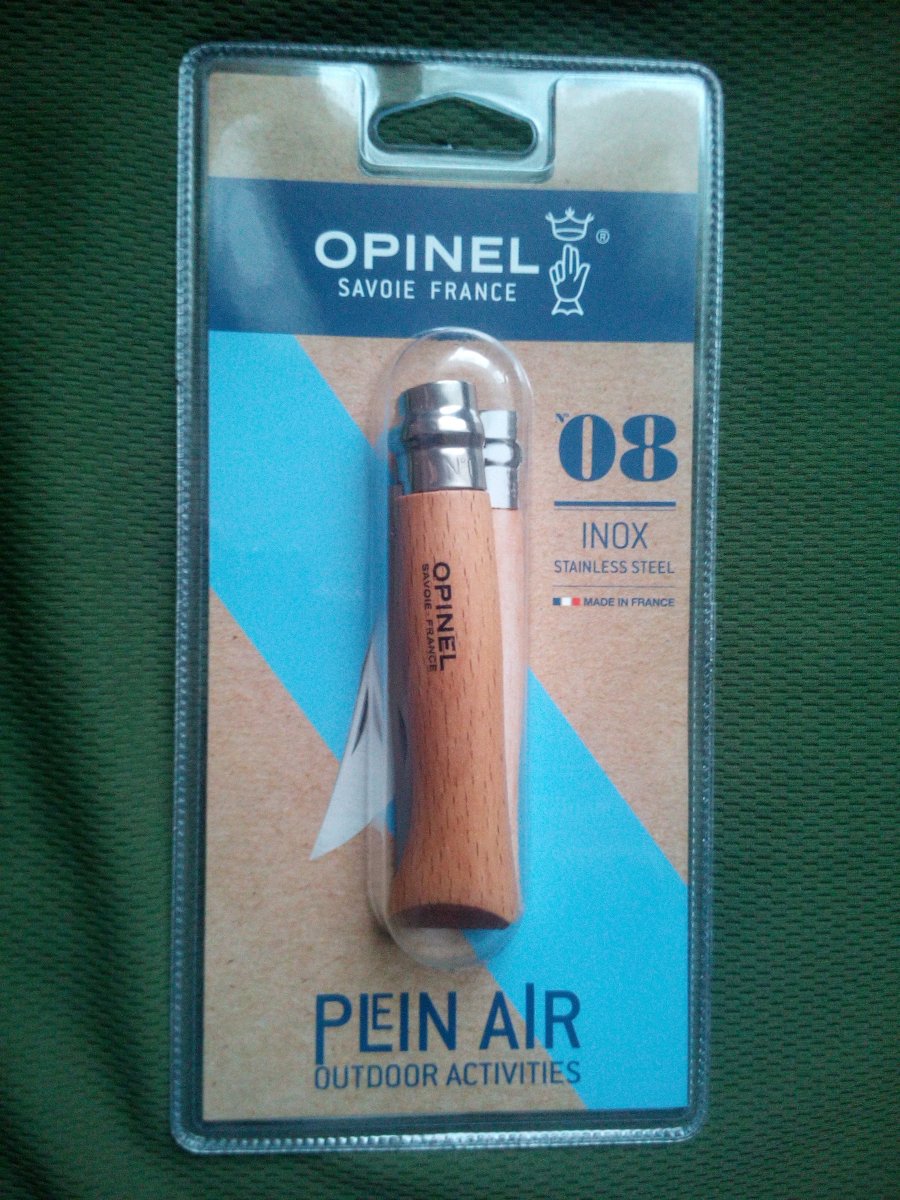 OPINEL ®
SAVOIE FRANCE
N° 08
INOX
STAINLESS STEEL
MADE IN FRANCE
OPINEL
SAVOIE - FRANCE
PLEIN AIR
OUTDOOR ACTIVITIES